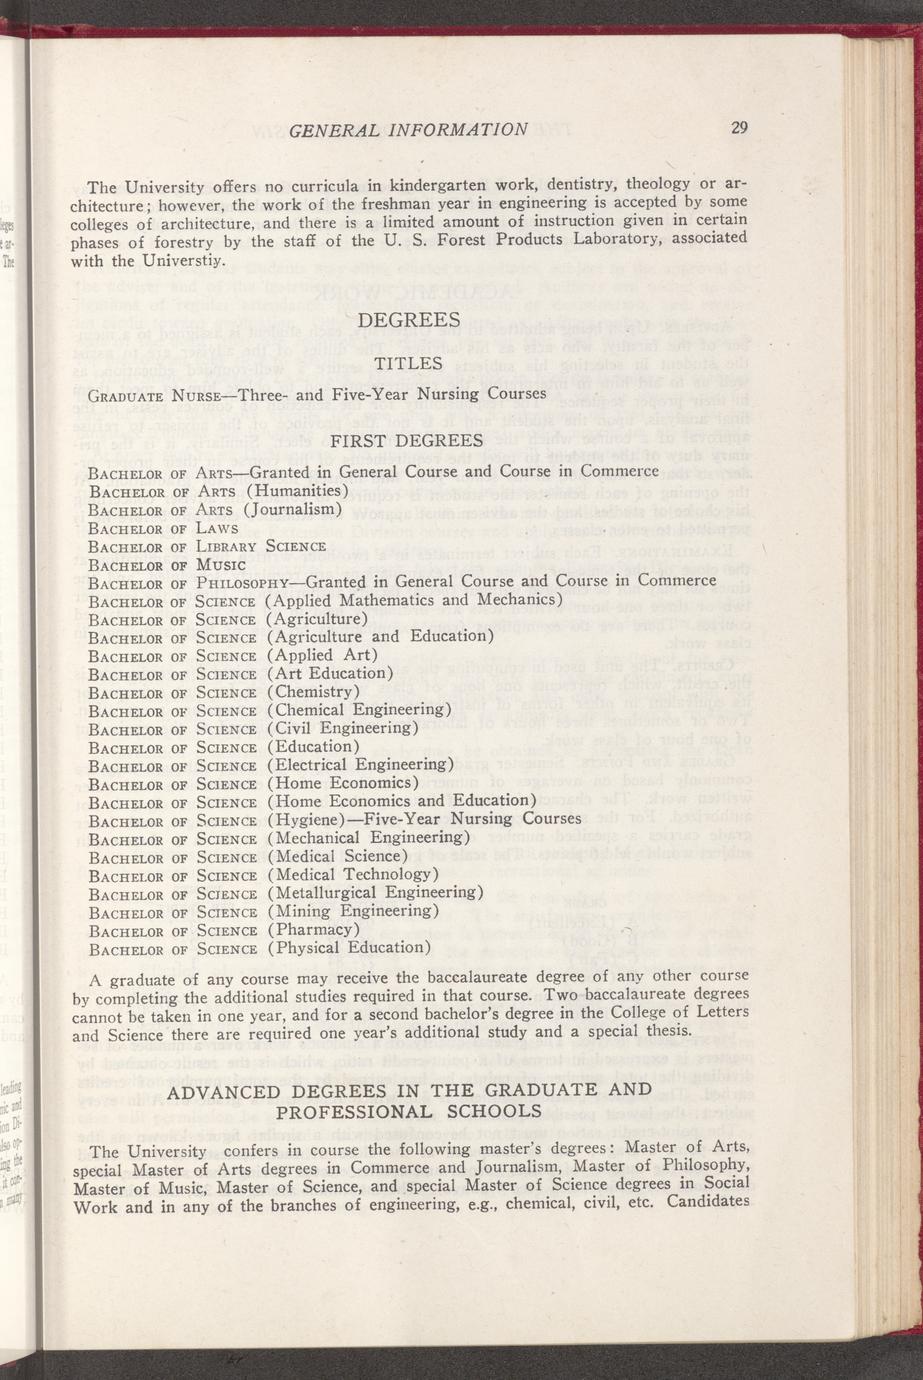 GENERAL INFORMATION 29
The University offers no curricula in kindergarten work, dentistry, theology or ar-
chitecture; however, the work of the freshman year in engineering is accepted by some
colleges of architecture, and there is a limited amount of instruction given in certain
phases of forestry by the staff of the U. S. Forest Products Laboratory, associated
with the Universtiy.
DEGREES
TITLES
GRADUATE NURSE—Three- and Five-Year Nursing Courses
FIRST DEGREES
BACHELOR OF ARTS—Granted in General Course and Course in Commerce
BACHELOR OF ARTS (Humanities)
BACHELOR OF ARTS (Journalism)
BACHELOR OF LAWS
BACHELOR OF LIBRARY SCIENCE
BACHELOR OF MUSIC
BACHELOR OF PHILOSOPHY—Granted in General Course and Course in Commerce
BACHELOR OF SCIENCE (Applied Mathematics and Mechanics)
BACHELOR OF SCIENCE (Agriculture)
BACHELOR OF SCIENCE (Agriculture and Education)
BACHELOR OF SCIENCE (Applied Art)
BACHELOR OF SCIENCE (Art Education)
BACHELOR OF SCIENCE (Chemistry)
BACHELOR OF SCIENCE (Chemical Engineering)
BACHELOR OF SCIENCE (Civil Engineering)
BACHELOR OF SCIENCE (Education)
BACHELOR OF SCIENCE (Electrical Engineering)
BACHELOR OF SCIENCE (Home Economics)
BACHELOR OF SCIENCE (Home Economics and Education)
BACHELOR OF SCIENCE (Hygiene)—Five-Year Nursing Courses
BACHELOR OF SCIENCE (Mechanical Engineering)
BACHELOR OF SCIENCE (Medical Science)
BACHELOR OF SCIENCE (Medical Technology)
BACHELOR OF SCIENCE (Metallurgical Engineering)
BACHELOR OF SCIENCE (Mining Engineering)
BACHELOR OF SCIENCE (Pharmacy)
BACHELOR OF SCIENCE (Physical Education)
A graduate of any course may receive the baccalaureate degree of any other course
by completing the additional studies required in that course. Two baccalaureate degrees
cannot be taken in one year, and for a second bachelor's degree in the College of Letters
and Science there are required one year's additional study and a special thesis.
ADVANCED DEGREES IN THE GRADUATE AND
PROFESSIONAL SCHOOLS
The University confers in course the following master's degrees: Master of Arts,
special Master of Arts degrees in Commerce and Journalism, Master of Philosophy,
Master of Music, Master of Science, and special Master of Science degrees in Social
Work and in any of the branches of engineering, e.g., chemical, civil, etc. Candidates